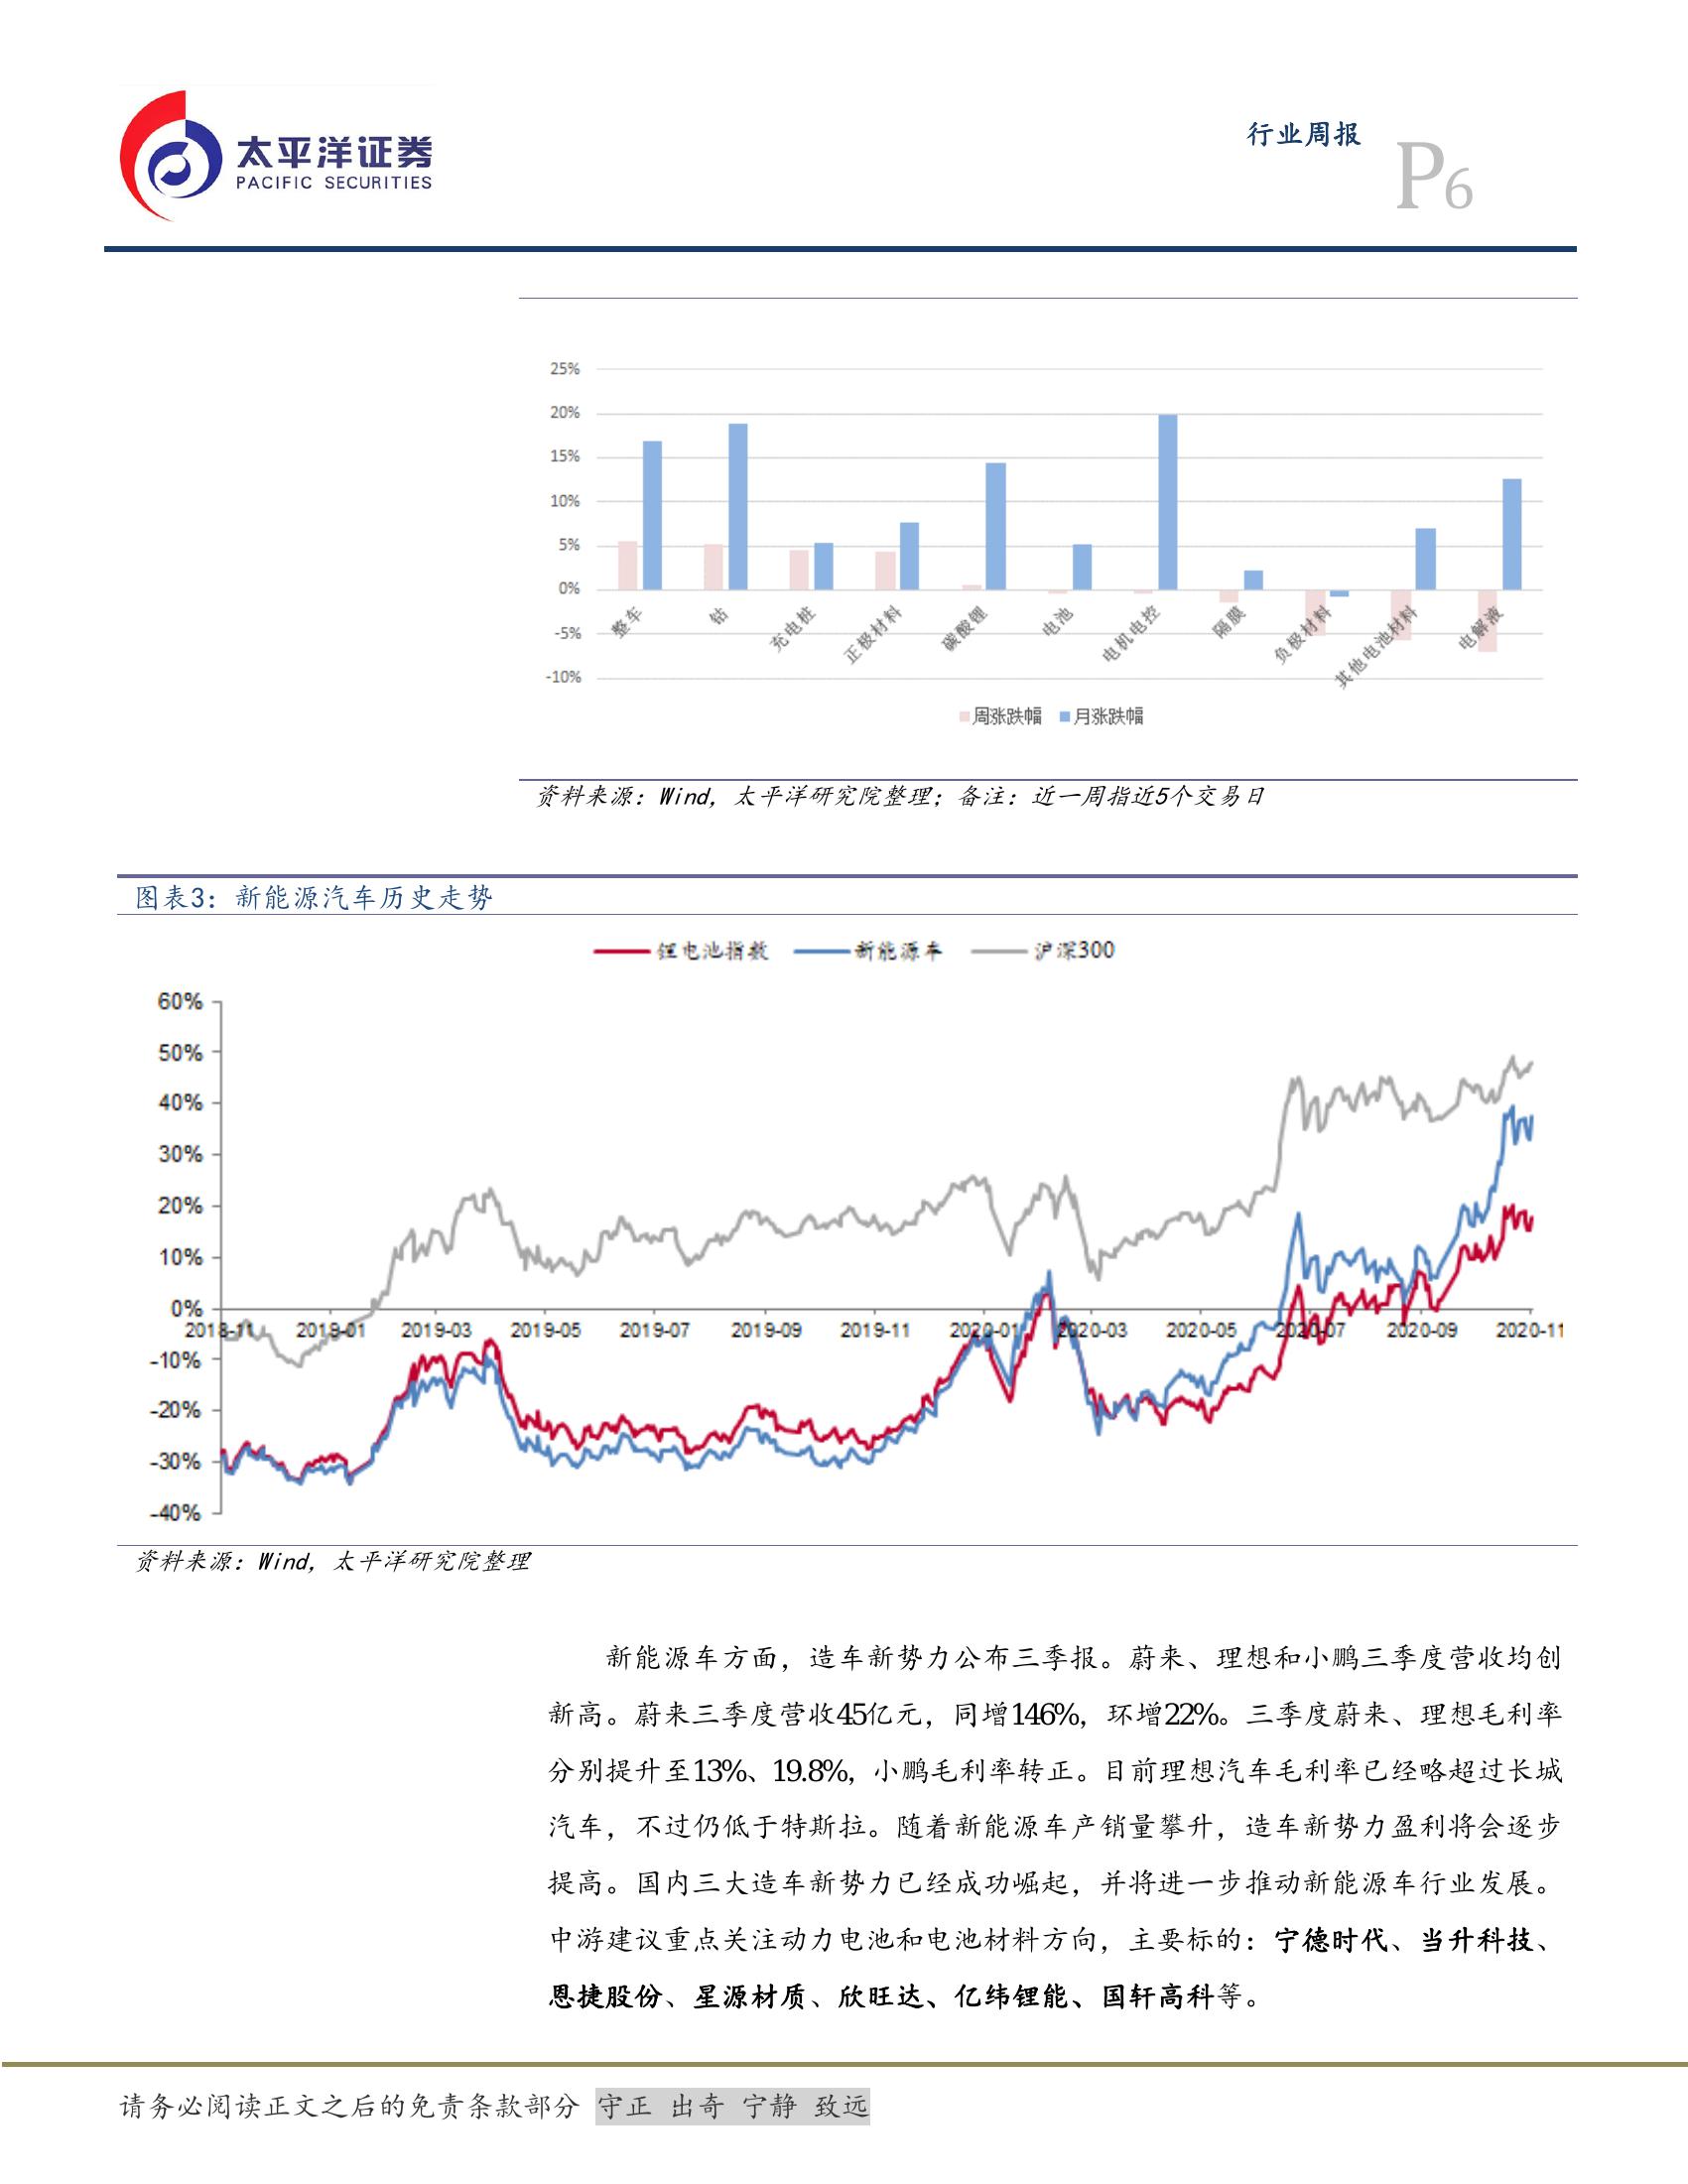 太平洋证券
PACIFIC SECURITIES
行业周报
P6
25%
20%
15%
10%
5%
0%
-5%
-10%
整车
钴
充电桩
正极材料
碳酸锂
电池
电机电控
隔膜
负极材料
其他电池材料
电解液
周涨跌幅 月涨跌幅
资料来源：Wind，太平洋研究院整理；备注：近一周指近5个交易日
图表3：新能源汽车历史走势
锂电池指数 新能源车 沪深300
60%
50%
40%
30%
20%
10%
0%
2018-11 2019-01 2019-03 2019-05 2019-07 2019-09 2019-11 2020-01 2020-03 2020-05 2020-07 2020-09 2020-11
-10%
-20%
-30%
-40%
资料来源：Wind，太平洋研究院整理
新能源车方面，造车新势力公布三季报。蔚来、理想和小鹏三季度营收均创
新高。蔚来三季度营收45亿元，同增146%，环增22%。三季度蔚来、理想毛利率
分别提升至13%、19.8%，小鹏毛利率转正。目前理想汽车毛利率已经略超过长城
汽车，不过仍低于特斯拉。随着新能源车产销量攀升，造车新势力盈利将会逐步
提高。国内三大造车新势力已经成功崛起，并将进一步推动新能源车行业发展。
中游建议重点关注动力电池和电池材料方向，主要标的：宁德时代、当升科技、
恩捷股份、星源材质、欣旺达、亿纬锂能、国轩高科等。
请务必阅读正文之后的免责条款部分 守正 出奇 宁静 致远